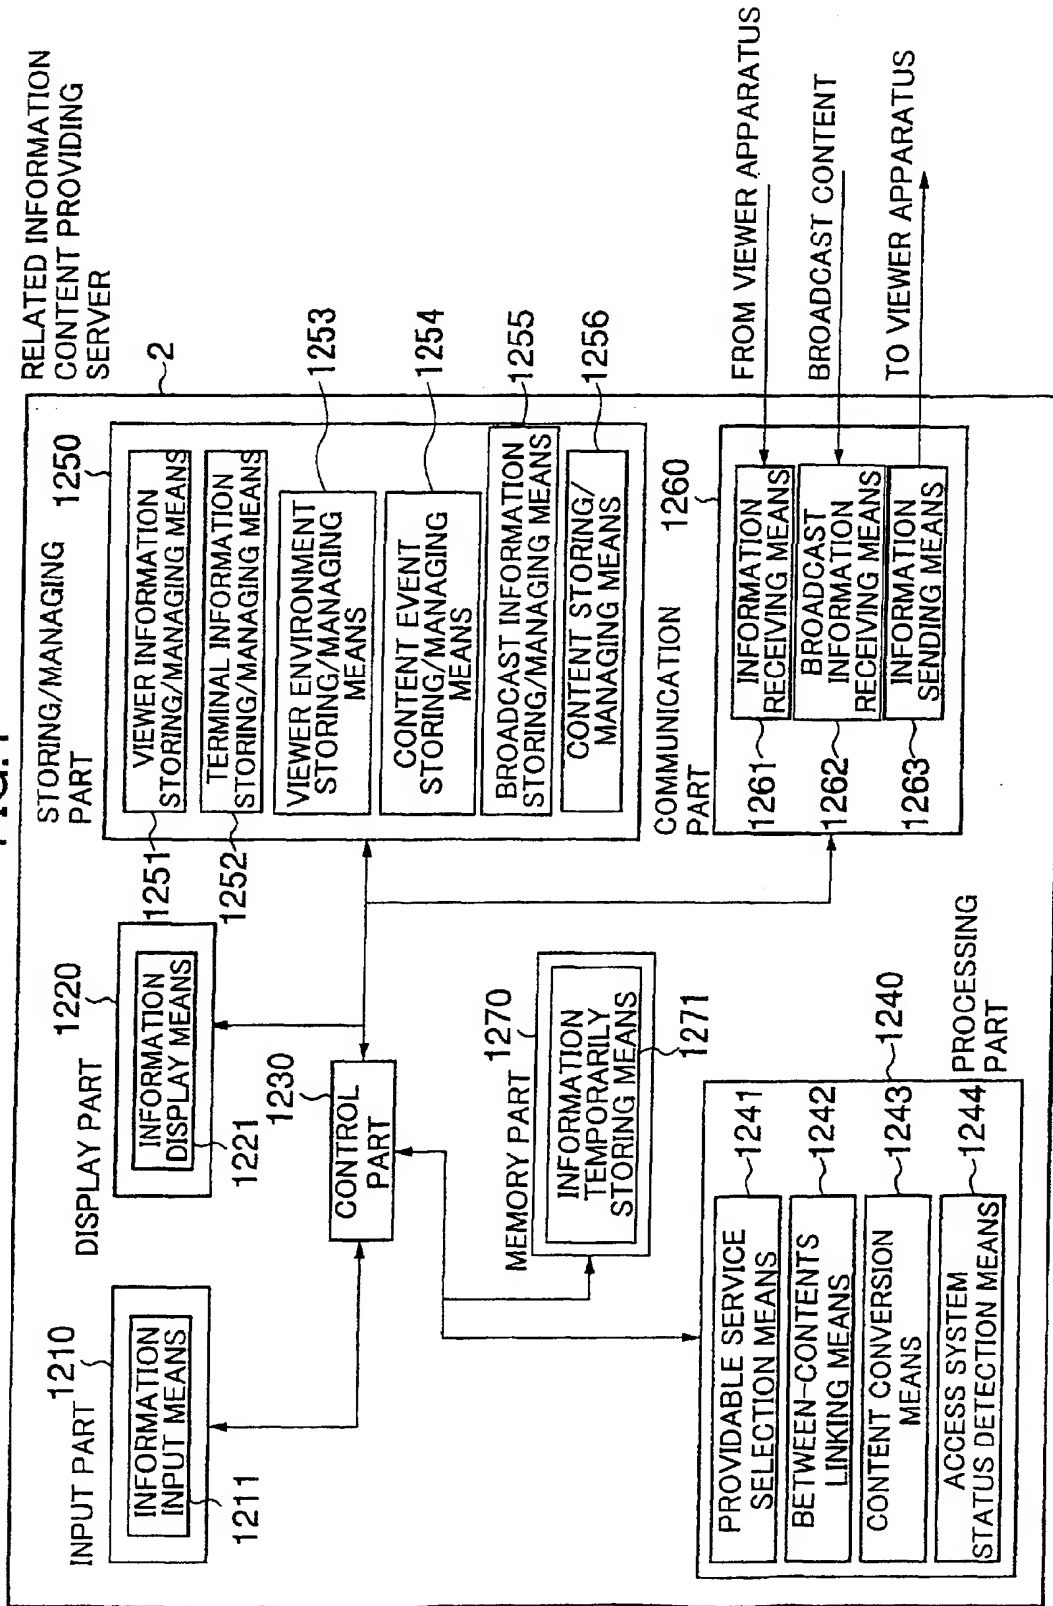 RELATED INFORMATION
CONTENT PROVIDING
SERVER
2
INPUT PART
1210
INFORMATION
INPUT MEANS
1211
DISPLAY PART
1220
INFORMATION
DISPLAY MEANS
1221
1230
CONTROL
PART
STORING/MANAGING
PART
1250
VIEWER INFORMATION
STORING/MANAGING MEANS
1251
TERMINAL INFORMATION
STORING/MANAGING MEANS
1252
VIEWER ENVIRONMENT
STORING/MANAGING
MEANS
1253
CONTENT EVENT
STORING/MANAGING
MEANS
1254
BROADCAST INFORMATION
STORING/MANAGING MEANS
1255
CONTENT STORING/
MANAGING MEANS
1256
MEMORY PART
1270
INFORMATION
TEMPORARILY
STORING MEANS
1271
COMMUNICATION
PART
1260
INFORMATION
RECEIVING MEANS
1261
BROADCAST
INFORMATION
RECEIVING MEANS
1262
INFORMATION
SENDING MEANS
1263
FROM VIEWER APPARATUS
BROADCAST CONTENT
TO VIEWER APPARATUS
1240
PROCESSING
PART
PROVIDABLE SERVICE
SELECTION MEANS
1241
BETWEEN-CONTENTS
LINKING MEANS
1242
CONTENT CONVERSION
MEANS
1243
ACCESS SYSTEM
STATUS DETECTION MEANS
1244